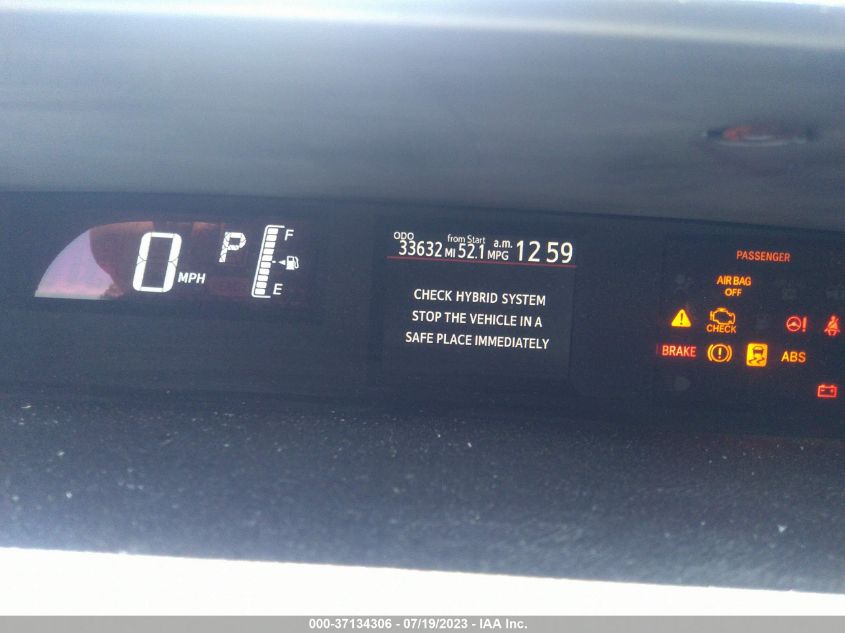 0 MPH
P
F
E
ODO
33632 MI
from Start
52.1 MPG
a.m.
12 59
CHECK HYBRID SYSTEM
STOP THE VEHICLE IN A
SAFE PLACE IMMEDIATELY
PASSENGER
AIR BAG
OFF
CHECK
BRAKE
ABS
000-37134306 - 07/19/2023 - IAA Inc.